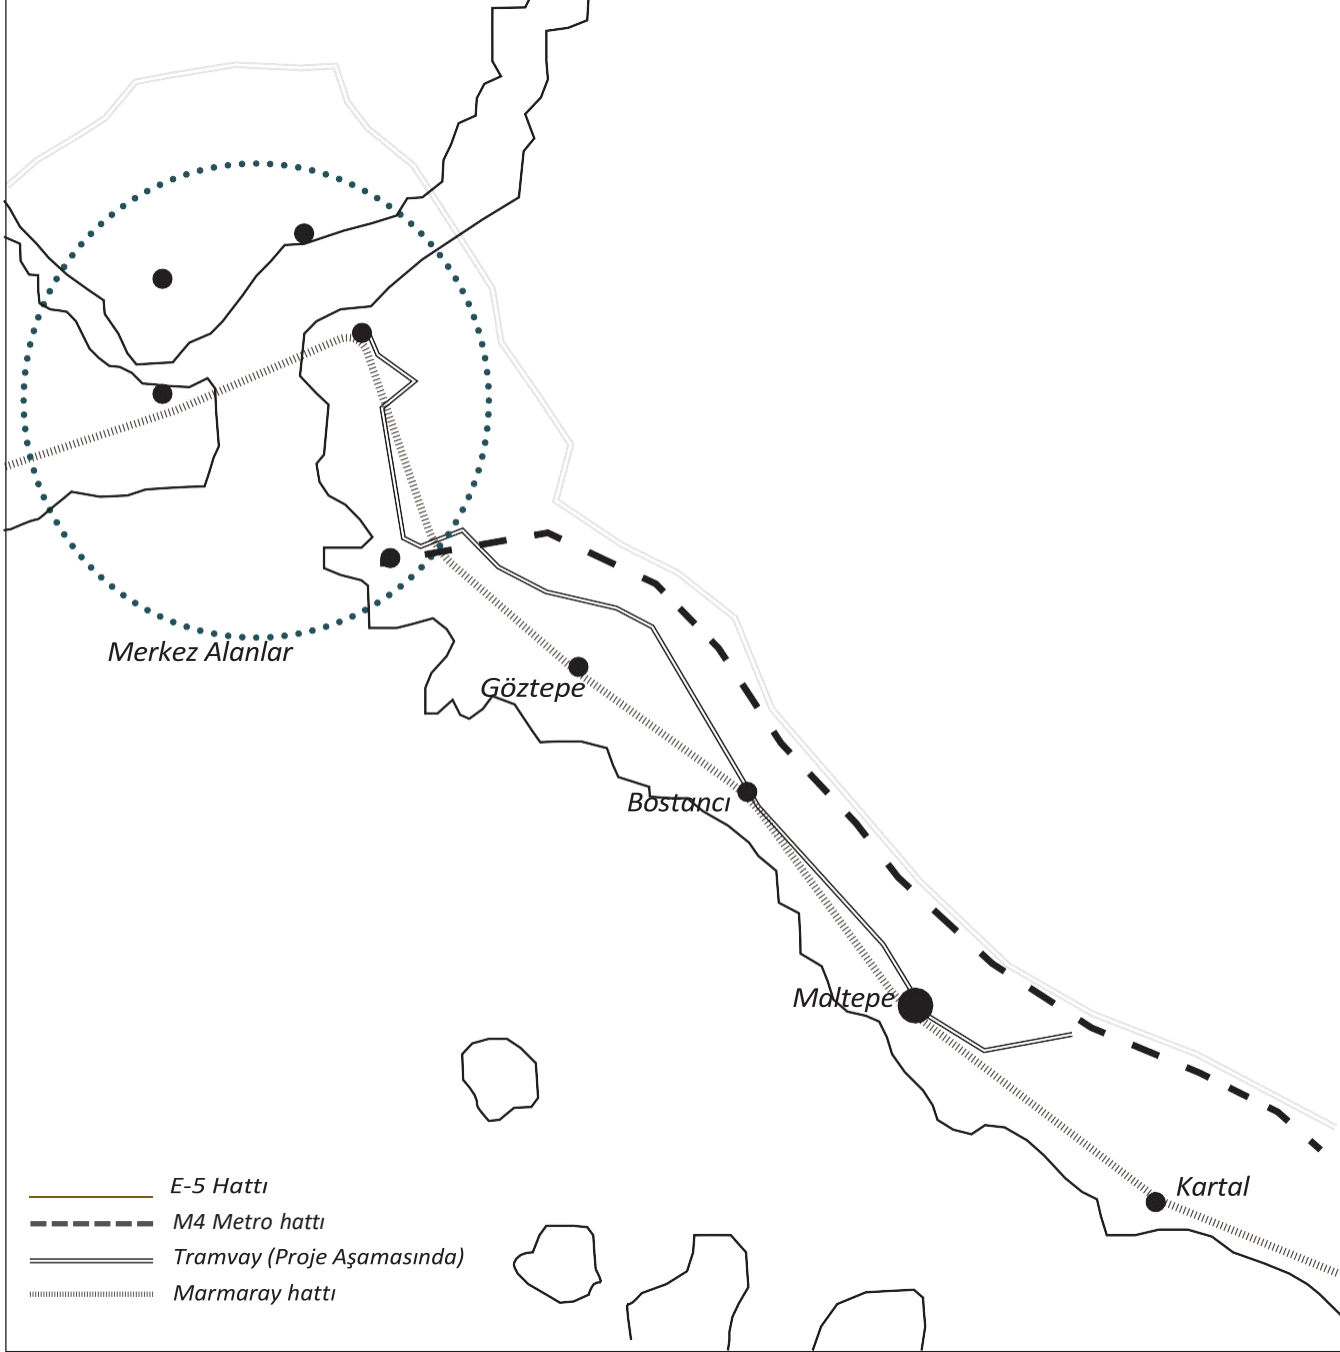 Merkez Alanlar
Göztepe
Bostancı
Maltepe
Kartal
E-5 Hattı
M4 Metro hattı
Tramvay (Proje Aşamasında)
Marmaray hattı